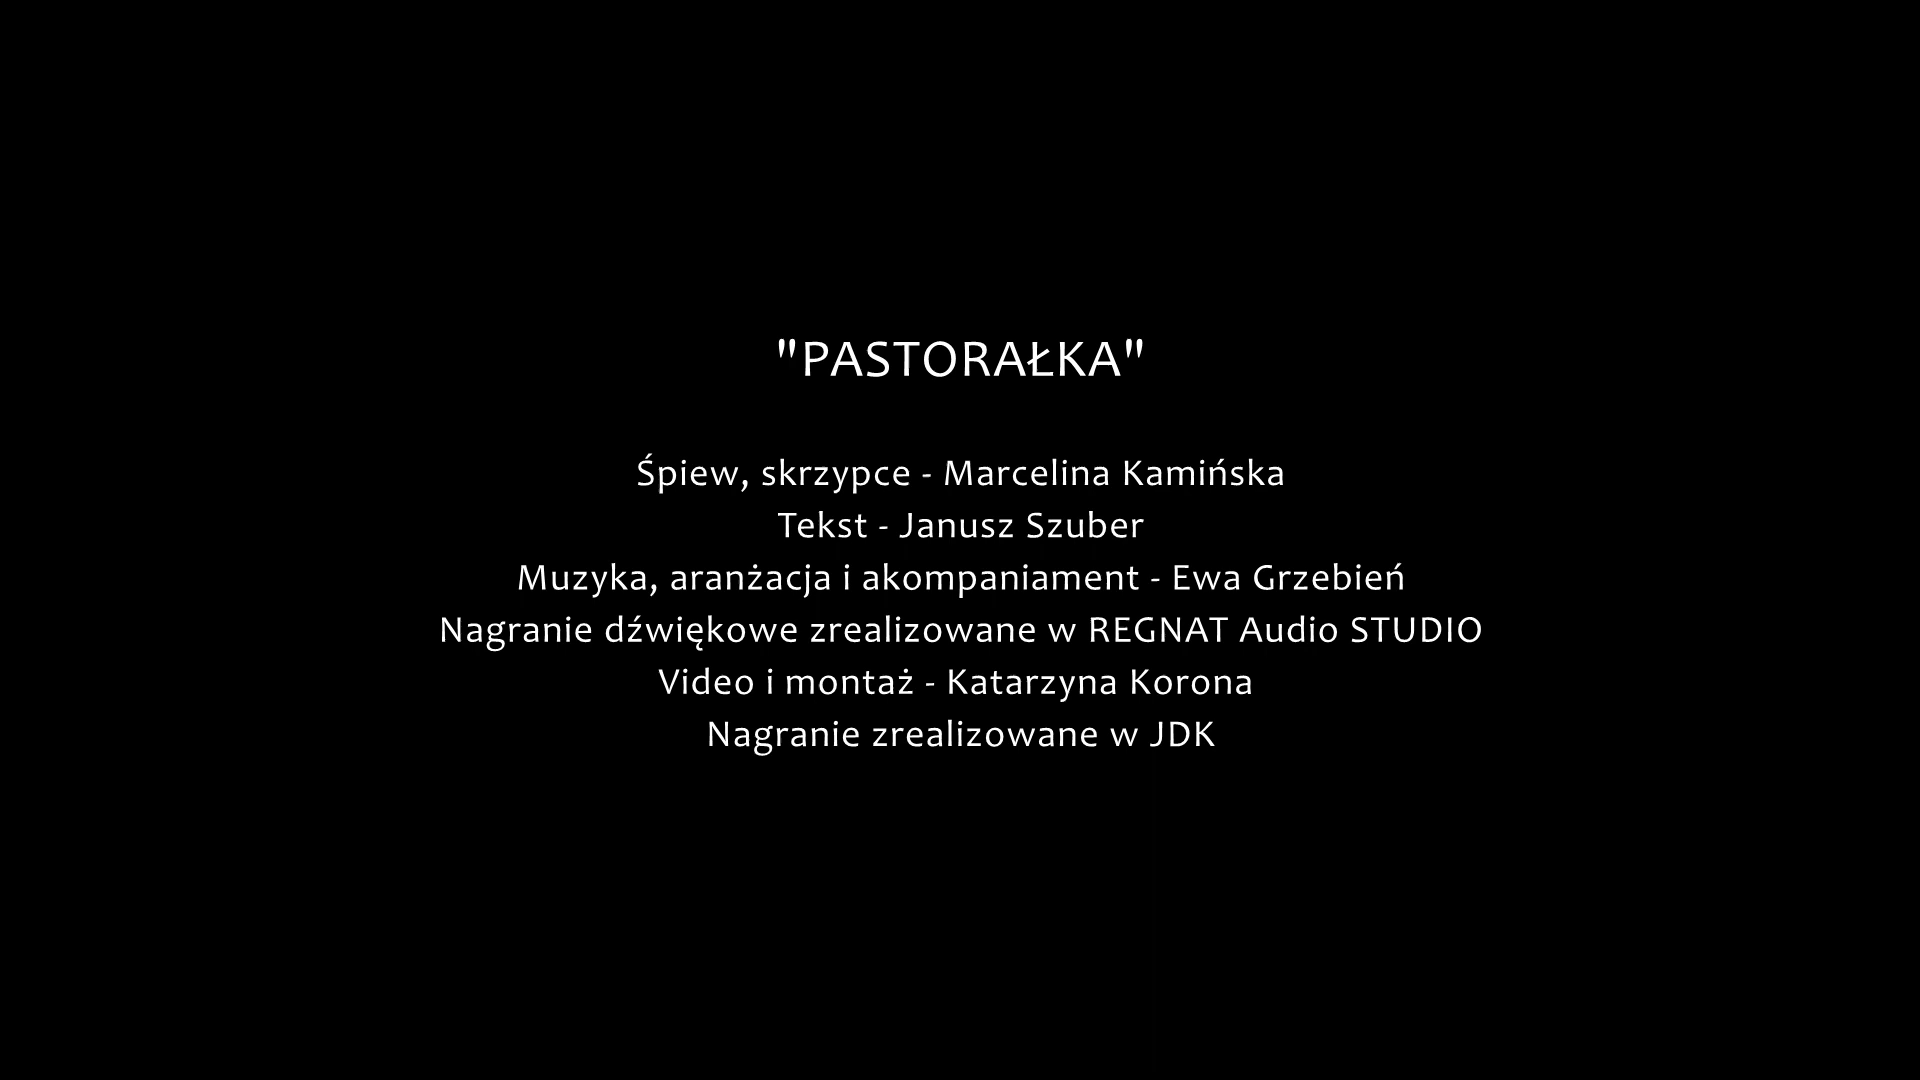 "PASTORAŁKA"
Śpiew, skrzypce - Marcelina Kamińska
Tekst - Janusz Szuber
Muzyka, aranżacja i akompaniament - Ewa Grzebień
Nagranie dźwiękowe zrealizowane w REGNAT Audio STUDIO
Video i montaż - Katarzyna Korona
Nagranie zrealizowane w JDK